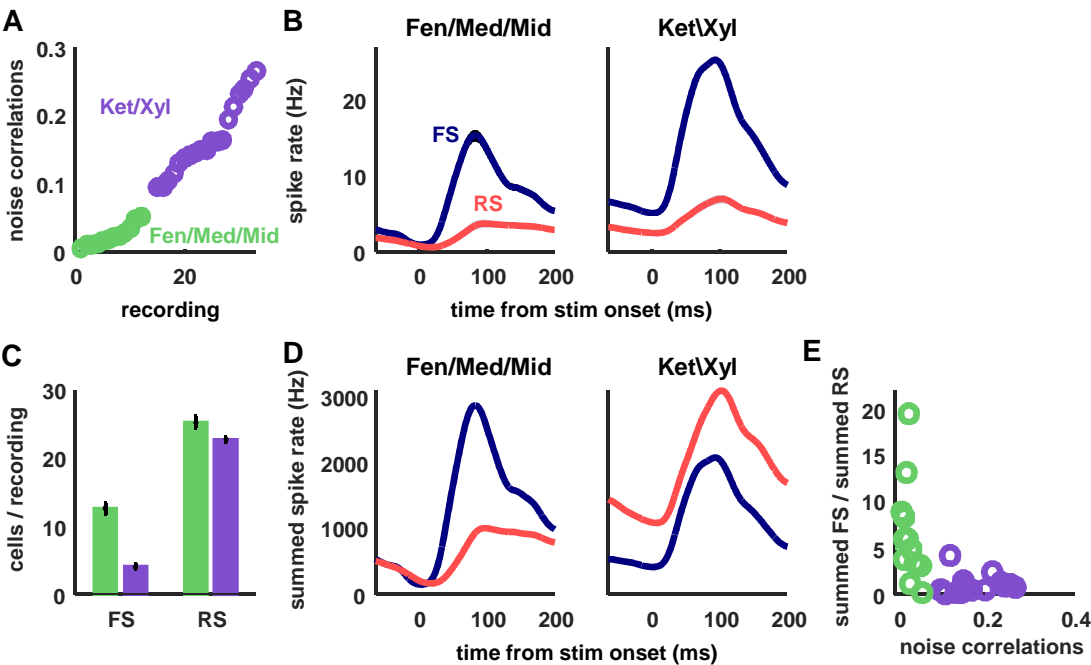 A
noise correlations
0.3
0.2
0.1
0
Ket/Xyl
Fen/Med/Mid
0
20
recording
B
Fen/Med/Mid
Ket\Xyl
spike rate (Hz)
20
10
0
FS
RS
0
100
200
0
100
200
time from stim onset (ms)
C
cells / recording
30
20
10
0
FS
RS
D
Fen/Med/Mid
Ket\Xyl
summed spike rate (Hz)
3000
2000
1000
0
0
100
200
0
100
200
time from stim onset (ms)
E
summed FS / summed RS
20
15
10
5
0
0
0.2
0.4
noise correlations